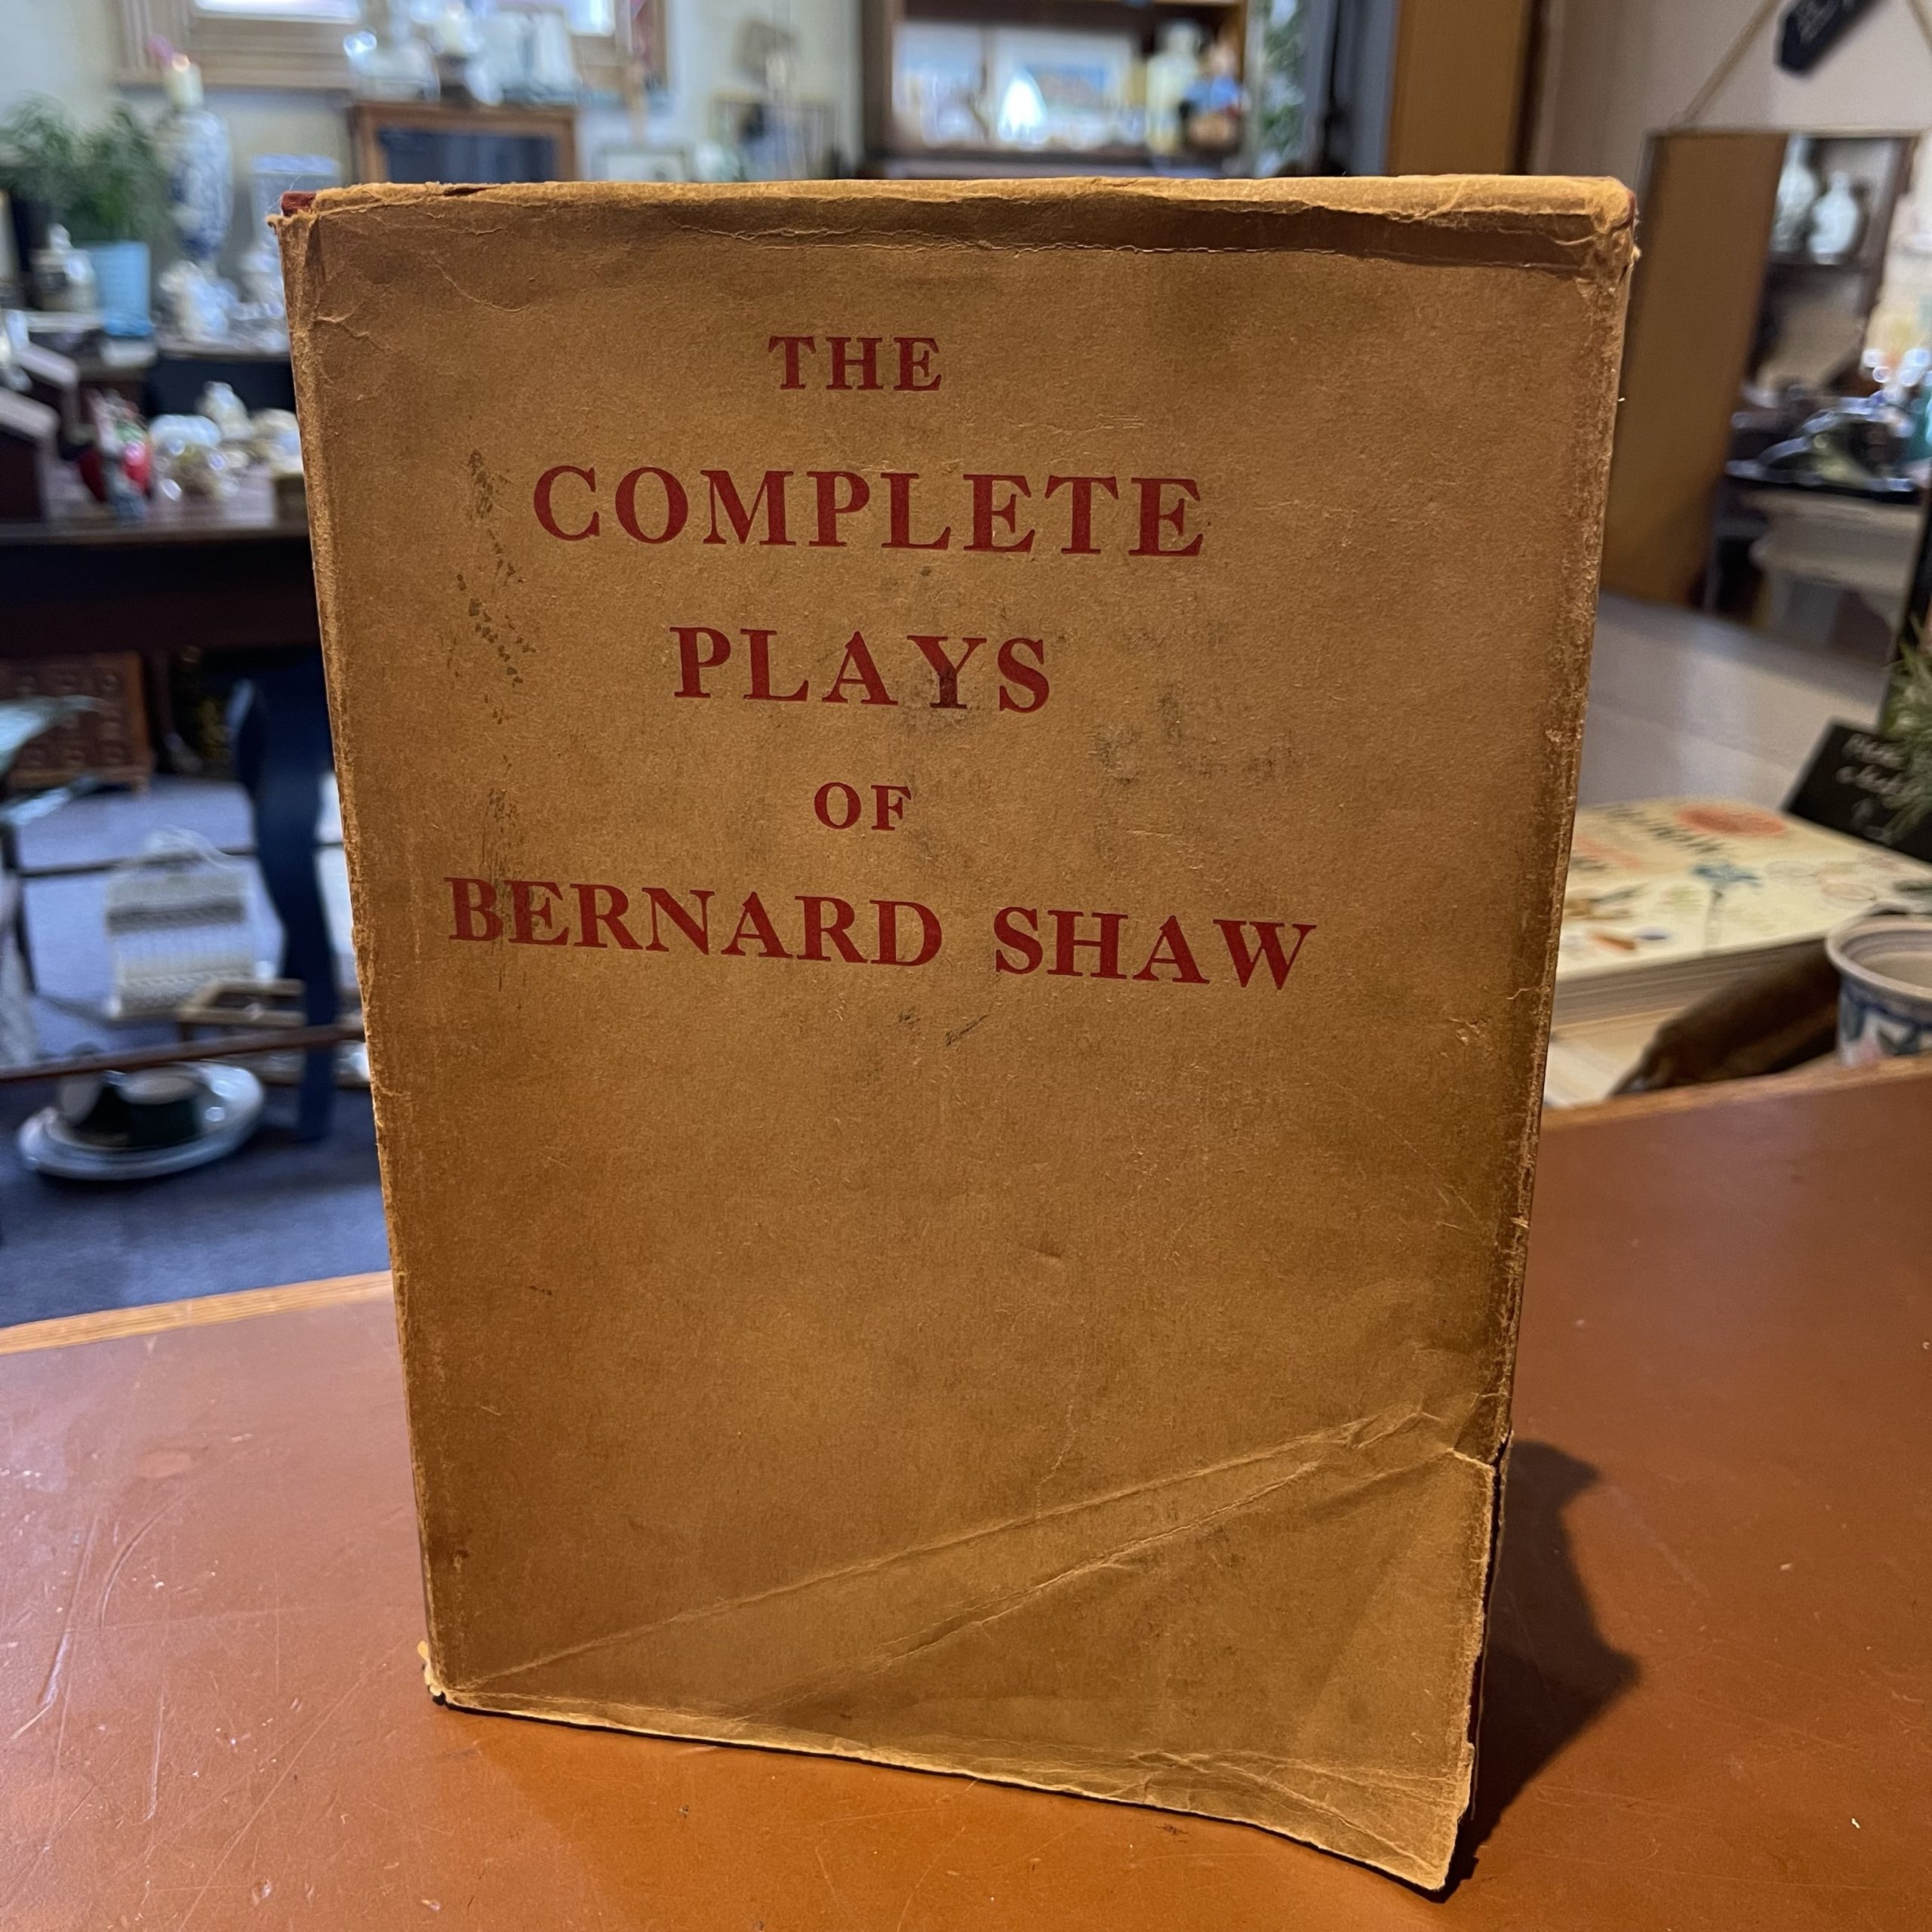 THE
COMPLETE
PLAYS
OF
BERNARD SHAW